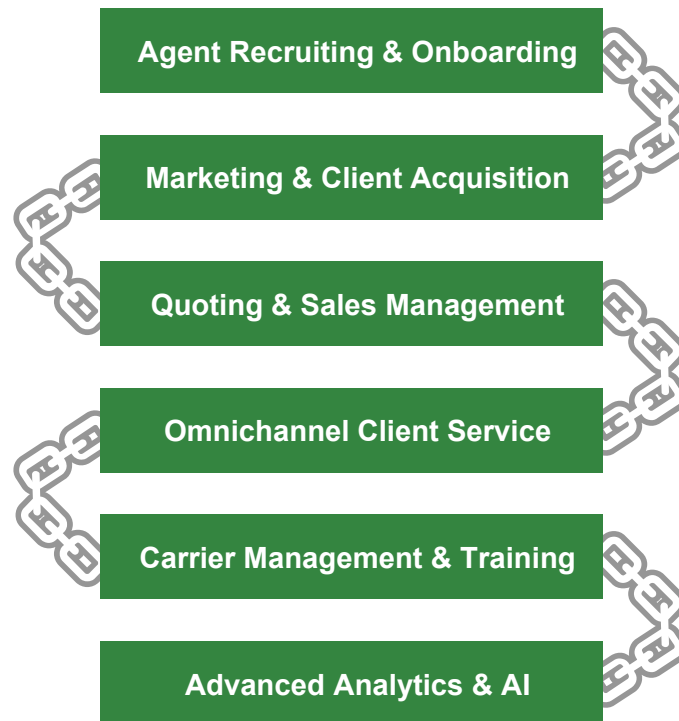 Agent Recruiting & Onboarding
Marketing & Client Acquisition
Quoting & Sales Management
Omnichannel Client Service
Carrier Management & Training
Advanced Analytics & AI